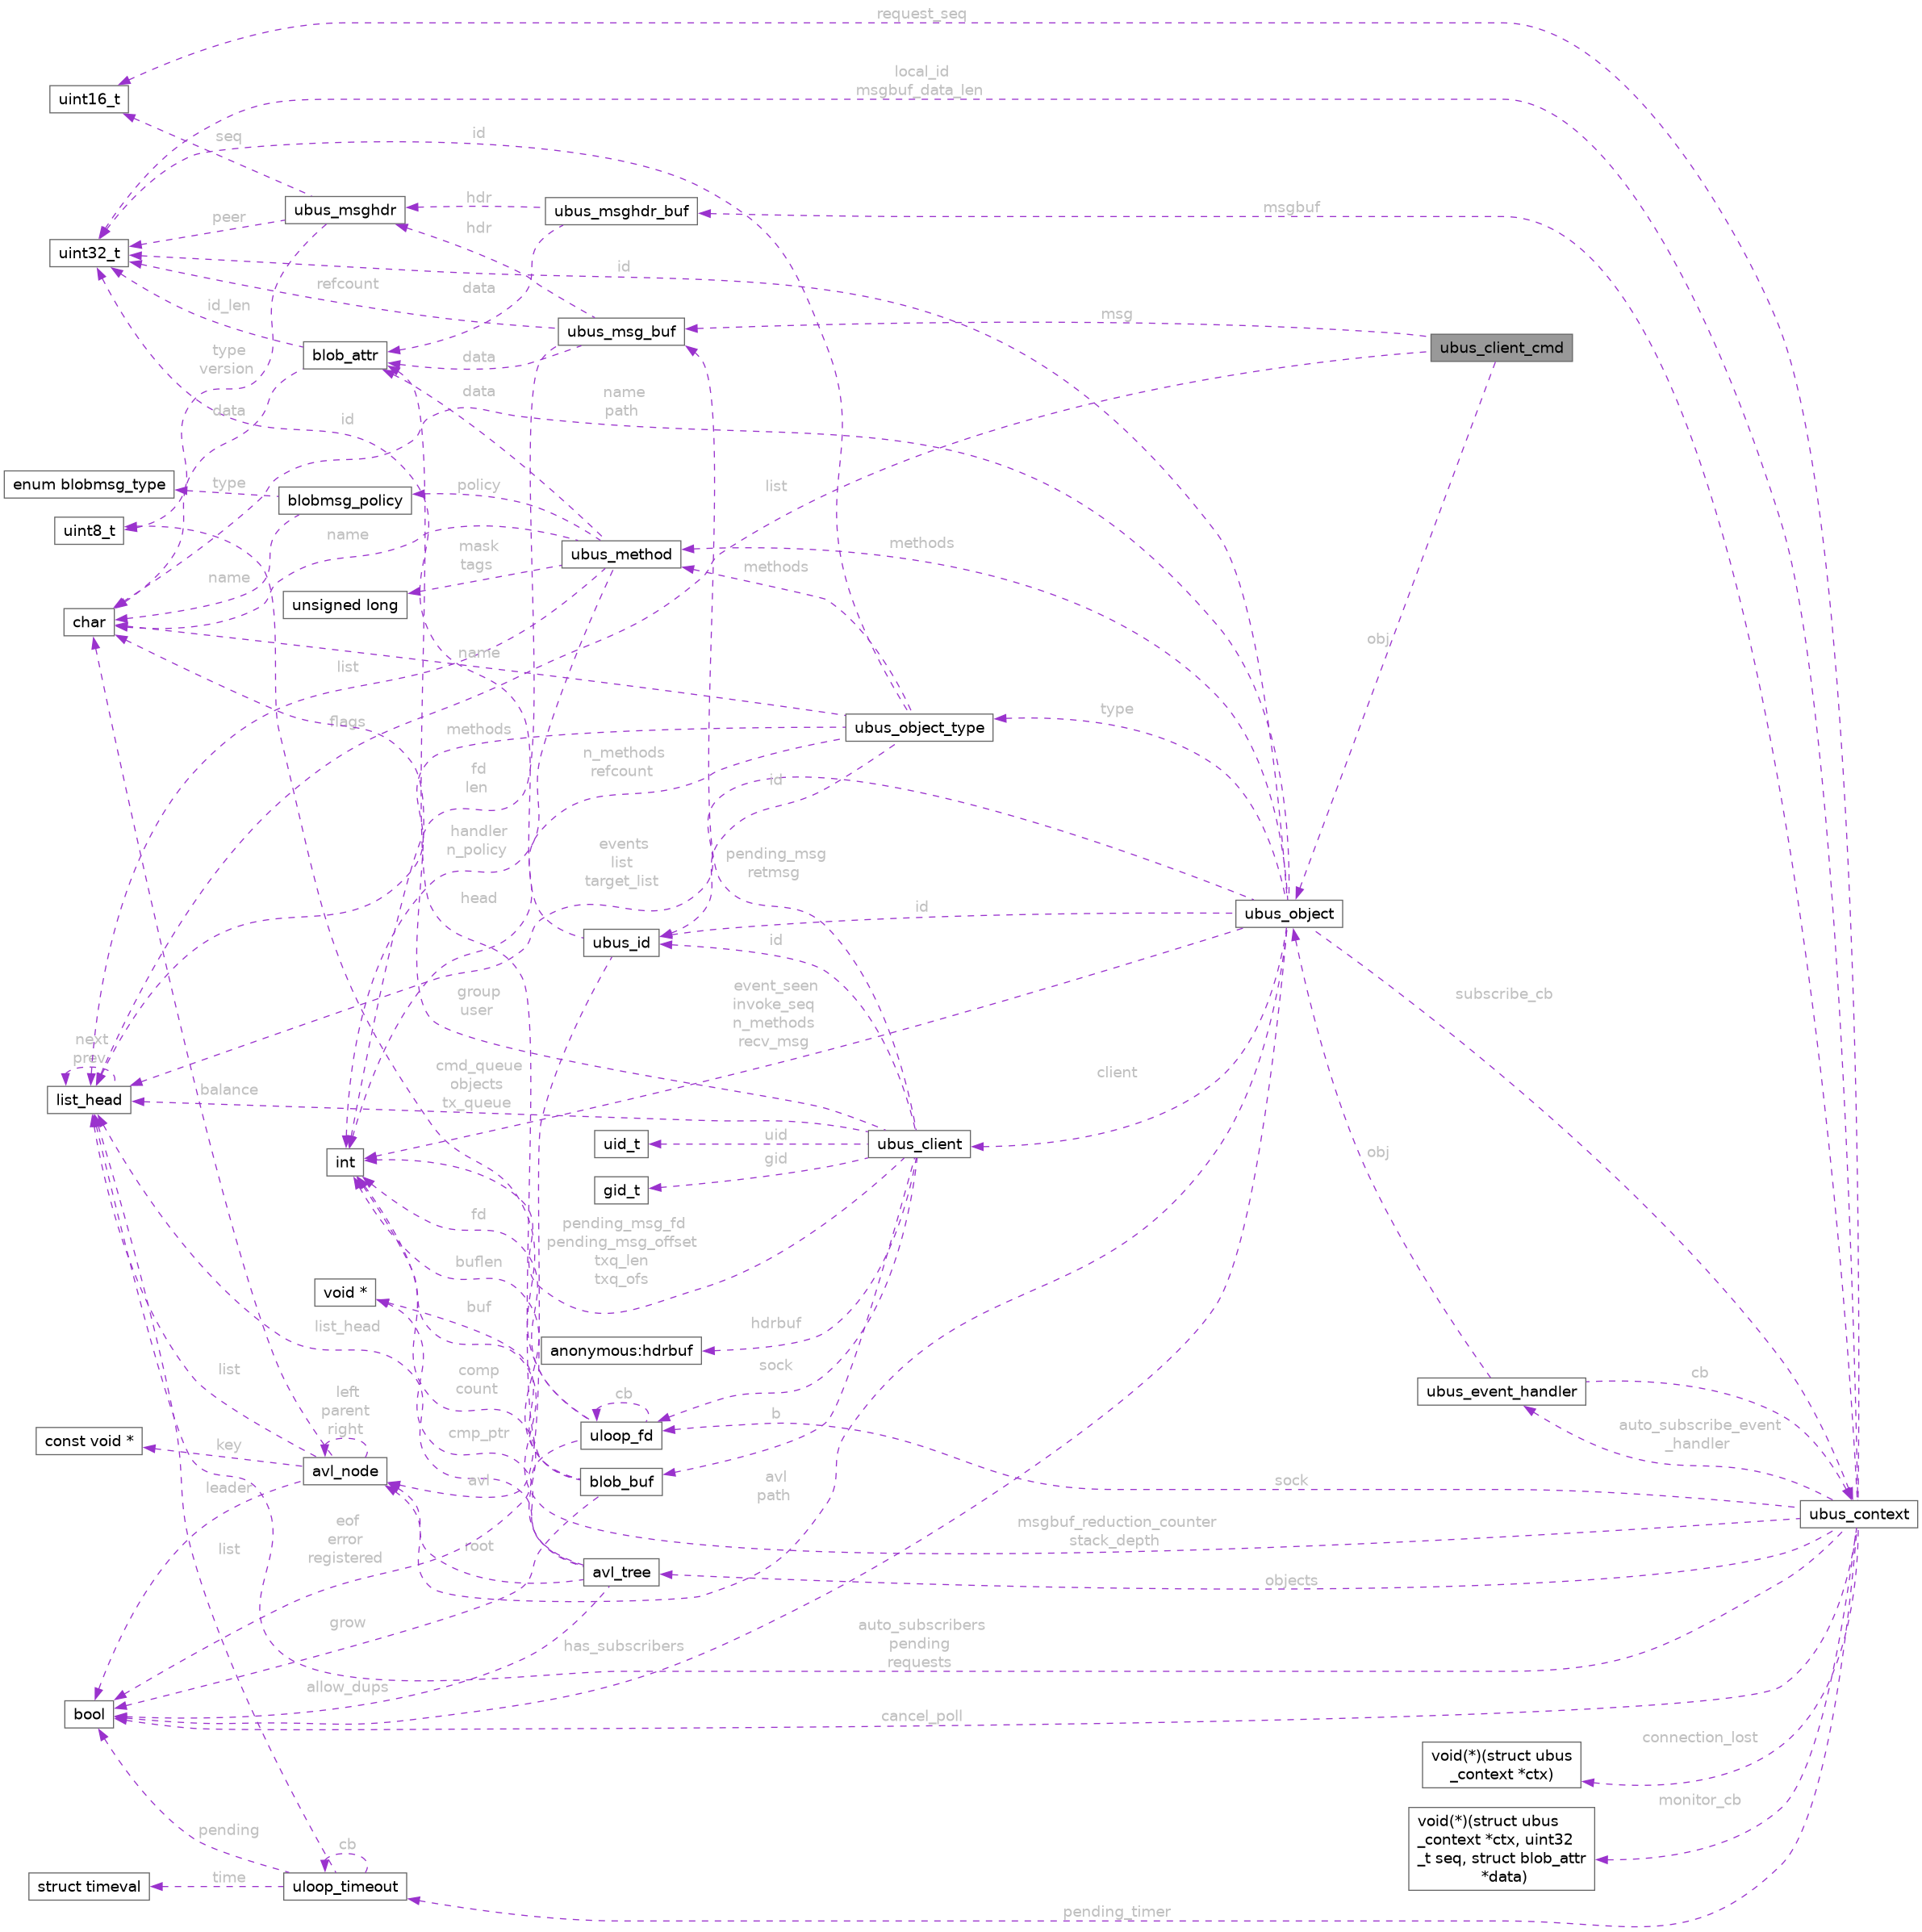 request_seq
local_id
msgbuf_data_len
uint16_t
id
seq
ubus_msghdr
hdr
ubus_msghdr_buf
msgbuf
peer
hdr
uint32_t
id
refcount
data
id_len
msg
ubus_msg_buf
ubus_client_cmd
type
version
blob_attr
data
data
name
path
data
id
enum blobmsg_type
type
blobmsg_policy
policy
list
uint8_t
name
mask
tags
ubus_method
methods
methods
name
unsigned long
char
obj
list
name
flags
methods
ubus_object_type
type
n_methods
refcount
fd
len
id
handler
n_policy
events
list
target_list
pending_msg
retmsg
head
id
ubus_object
ubus_id
id
group
user
event_seen
invoke_seq
n_methods
recv_msg
subscribe_cb
next
prev
list_head
balance
cmd_queue
objects
tx_queue
client
int
uid_t
uid
ubus_client
gid
gid_t
obj
fd
pending_msg_fd
pending_msg_offset
txq_len
txq_ofs
buflen
void *
buf
list_head
hdrbuf
anonymous:hdrbuf
list
comp
count
sock
cb
ubus_event_handler
cb
left
parent
right
b
auto_subscribe_event
_handler
const void *
key
cmp_ptr
uloop_fd
avl_node
avl
blob_buf
avl
path
sock
leader
ubus_context
eof
error
registered
root
msgbuf_reduction_counter
stack_depth
list
avl_tree
objects
grow
has_subscribers
auto_subscribers
pending
requests
allow_dups
bool
cancel_poll
connection_lost
void(*)(struct ubus
_context *ctx)
monitor_cb
void(*)(struct ubus
_context *ctx, uint32
_t seq, struct blob_attr
*data)
pending
cb
struct timeval
time
uloop_timeout
pending_timer